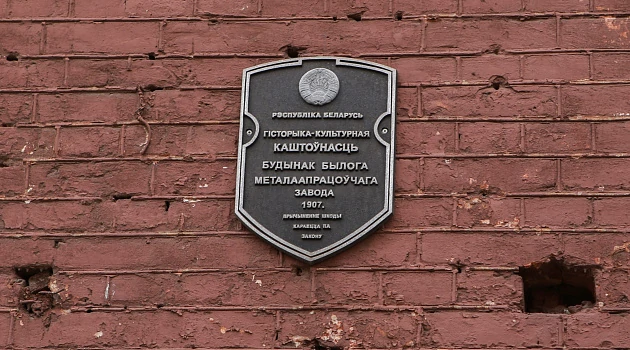 РЭСПУБЛІКА БЕЛАРУСЬ
ГІСТОРЫКА-КУЛЬТУРНАЯ
КАШТОЎНАСЦЬ
БУДЫНАК БЫЛОГА
МЕТАЛААПРАЦОЎЧАГА
ЗАВОДА
1907.
ПРЫЧЫНЕННЕ ШКОДЫ
КАРАЕЦЦА ПА
ЗАКОНУ